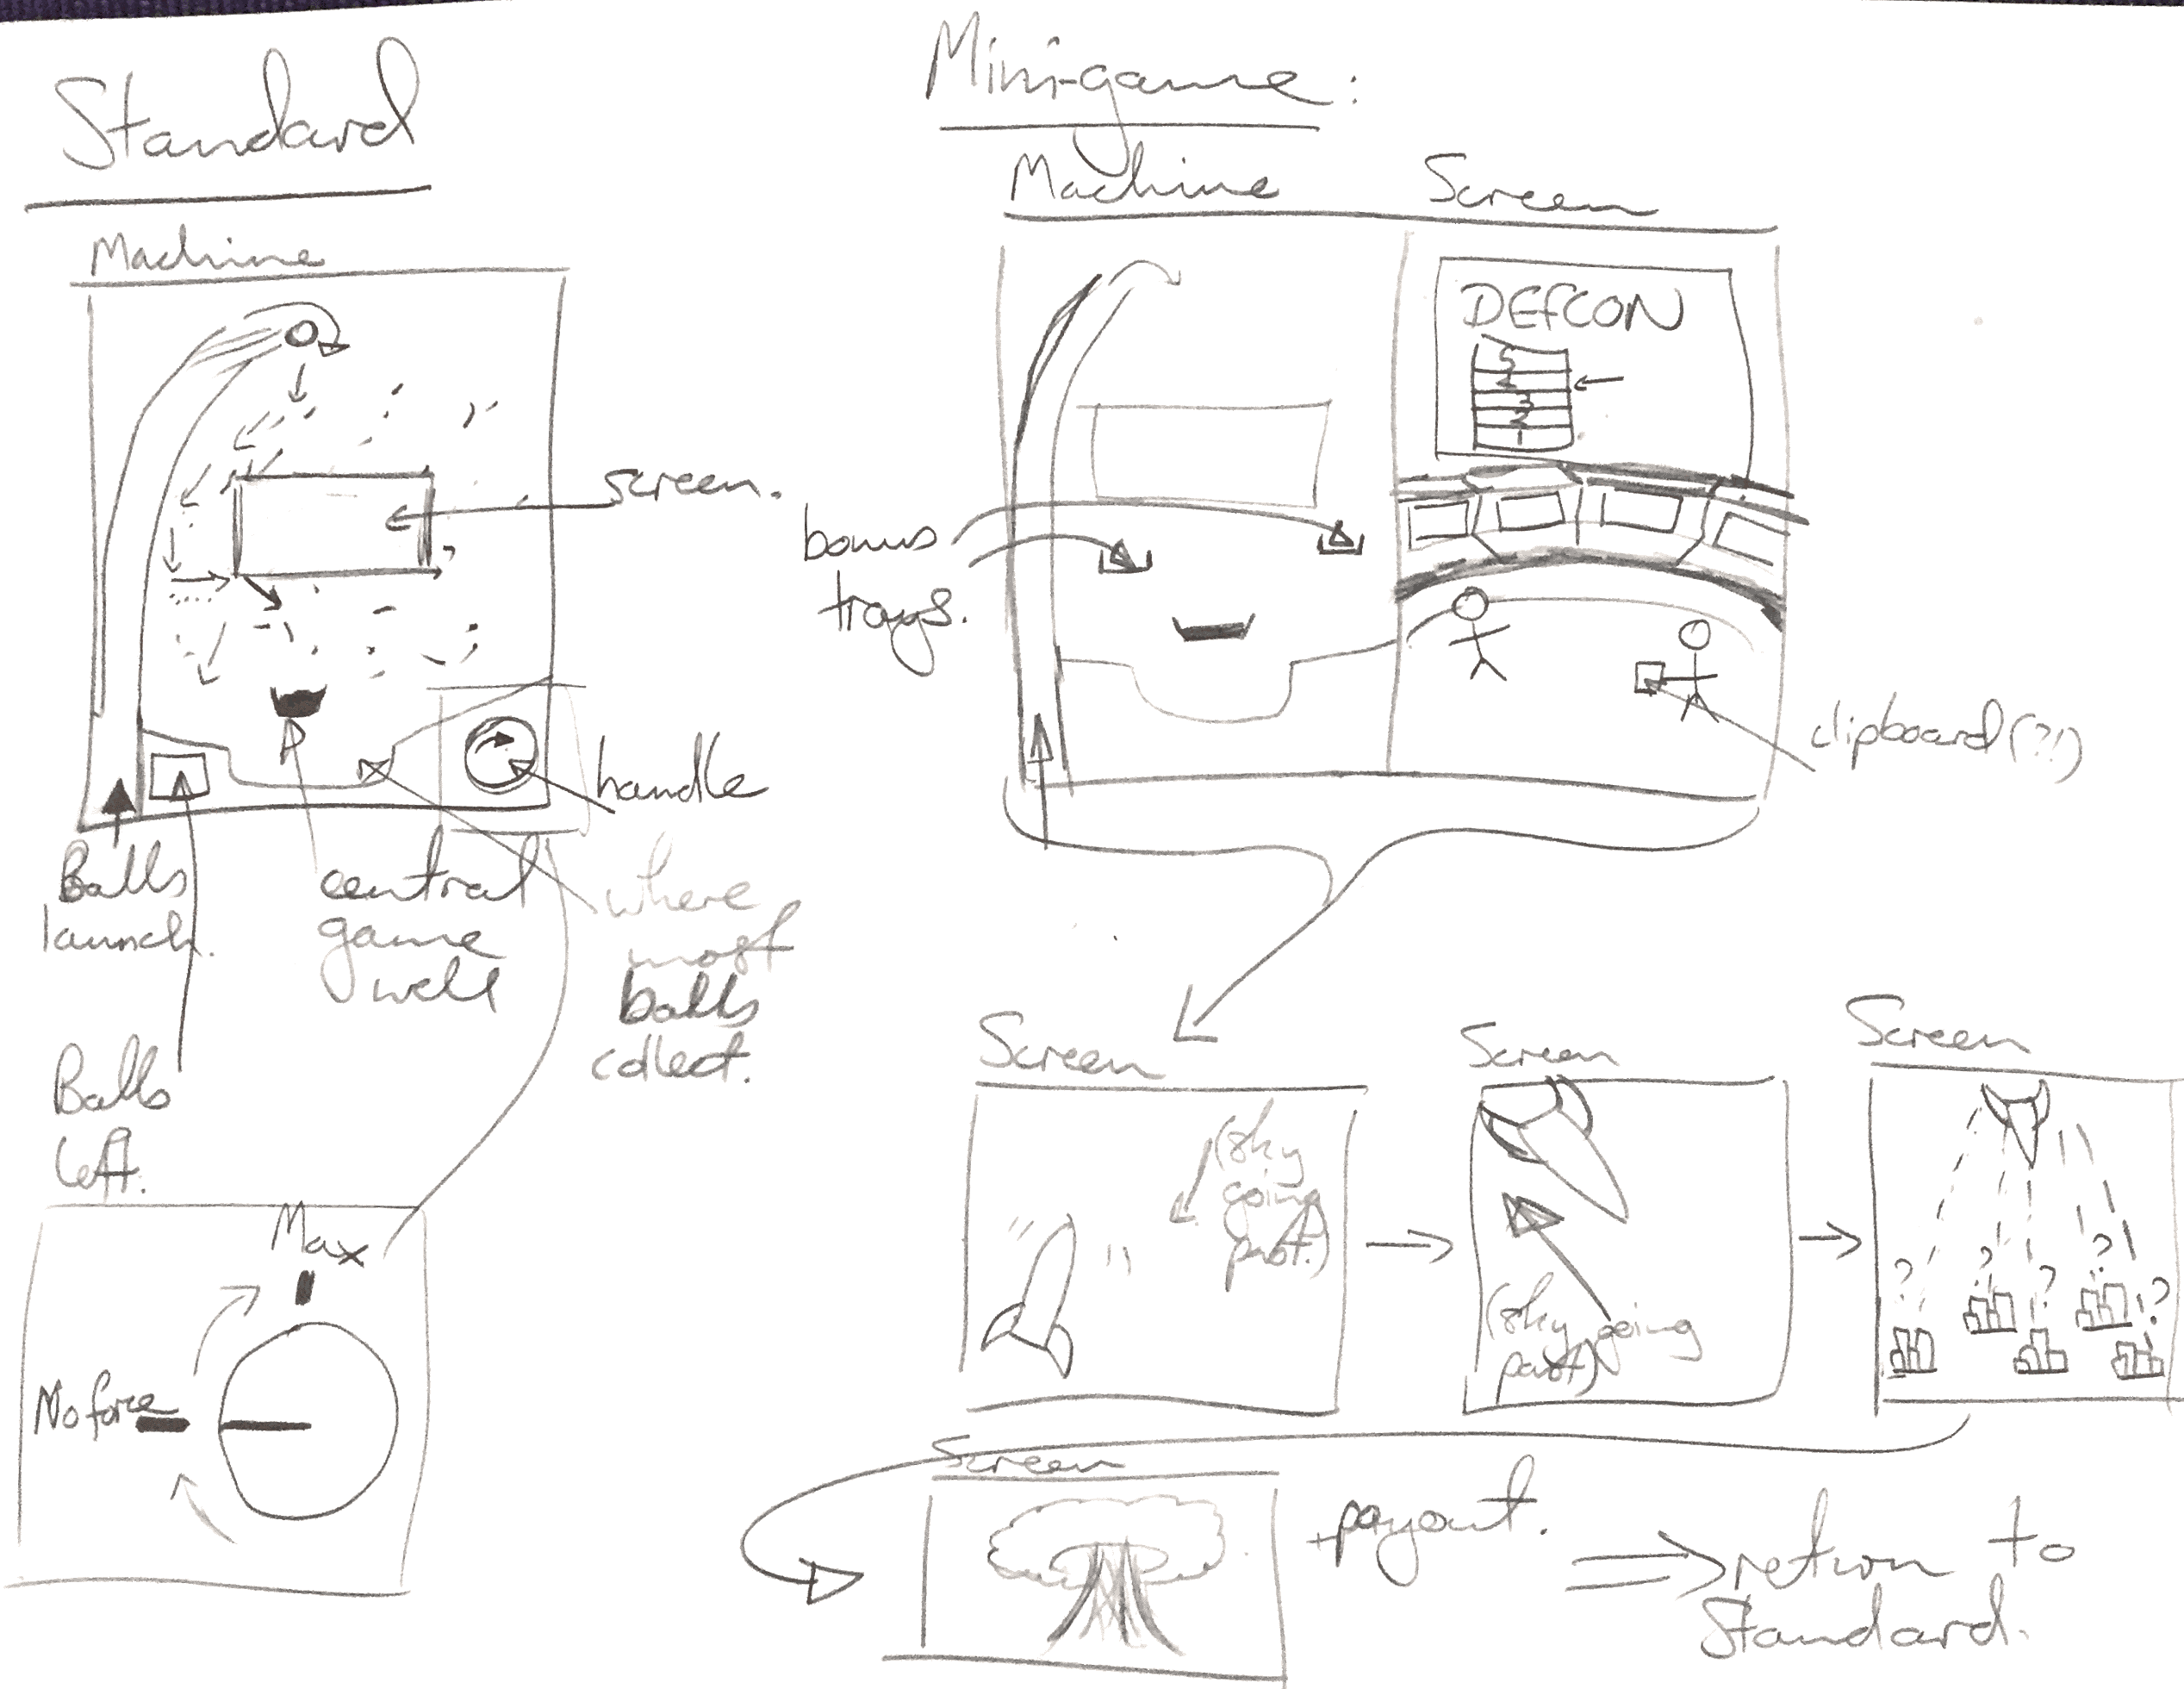 Standard
Machine
screen.
handle
Balls
launch.
central
game
well
where
most
balls
collect.
Balls
left.
Max
No force
Mini-game:
Machine
Screen
DEFCON
5
4
3
2
1
bonus
trays.
clipboard (?!)
Screen
(sky
going
past.)
Screen
(sky going
past)
Screen
? ? ? ? ?
Screen
+payout.
return to
Standard.